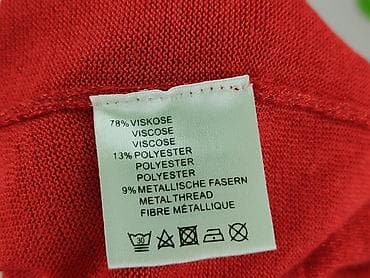 78% VISKOSE
VISCOSE
VISCOSE
13% POLYESTER
POLYESTER
POLYESTER
9% METALLISCHE FASERN
METALTHREAD
FIBRE MÉTALLIQUE
30